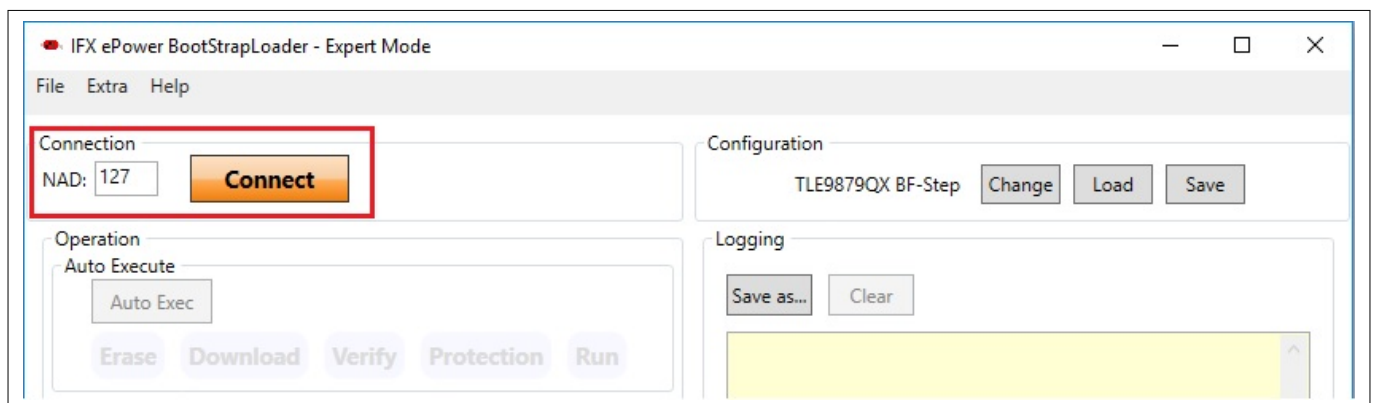 IFX ePower BootStrapLoader - Expert Mode
File Extra Help
Connection
NAD: 127 Connect
Configuration
TLE9879QX BF-Step Change Load Save
Operation
Auto Execute
Auto Exec
Erase Download Verify Protection Run
Logging
Save as... Clear